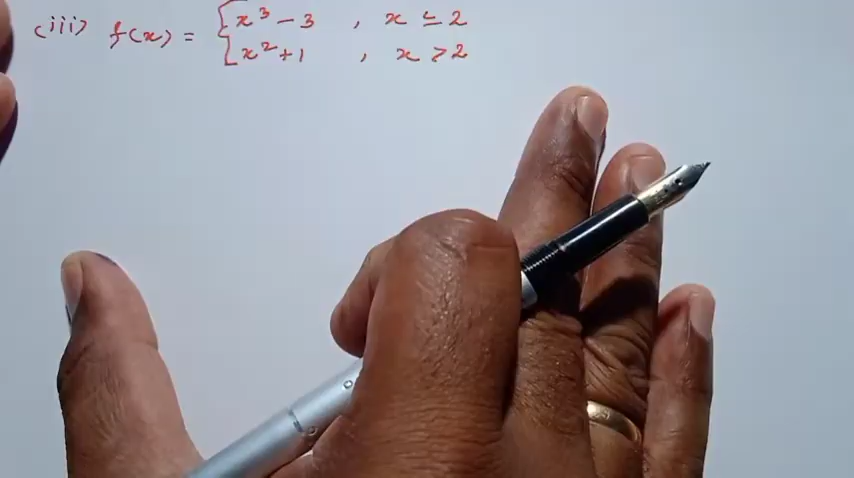 (iii) f(x) = { x³ - 3 , x ≤ 2
x² + 1 , x > 2